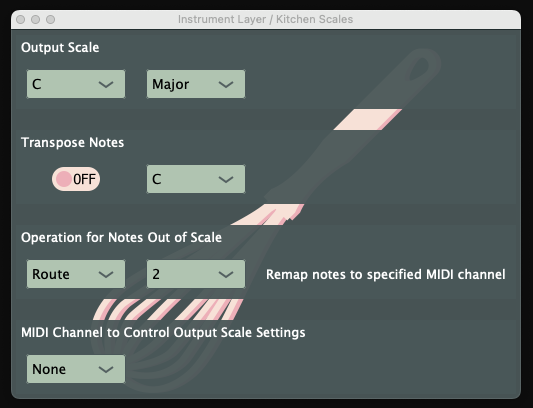 Instrument Layer / Kitchen Scales
Output Scale
C Major
Transpose Notes
OFF C
Operation for Notes Out of Scale
Route 2 Remap notes to specified MIDI channel
MIDI Channel to Control Output Scale Settings
None